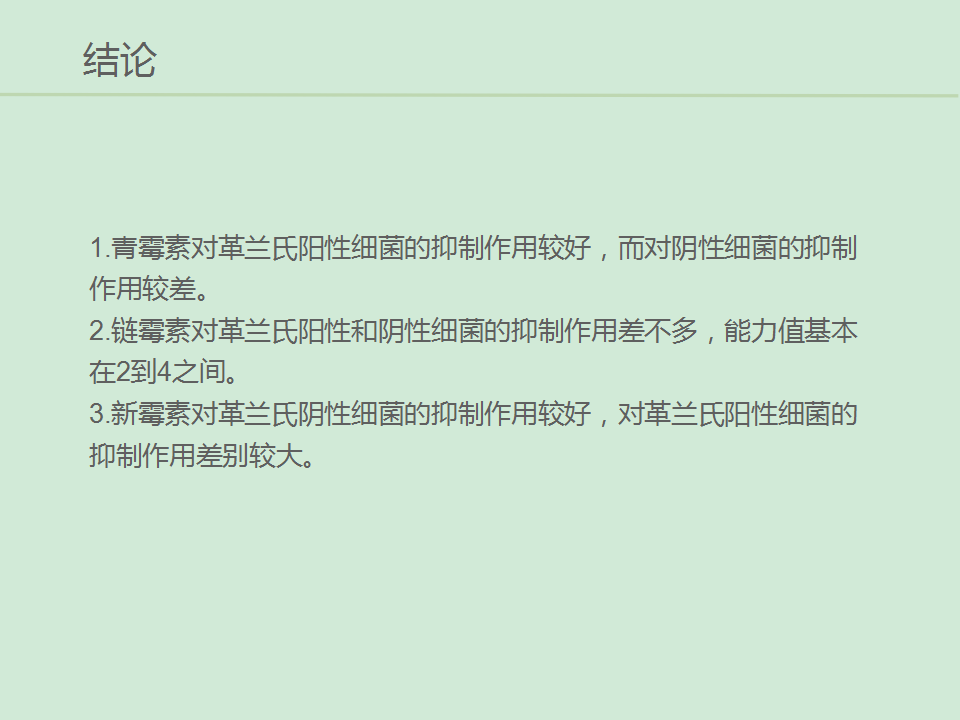 结论
1.青霉素对革兰氏阳性细菌的抑制作用较好，而对阴性细菌的抑制
作用较差。
2.链霉素对革兰氏阳性和阴性细菌的抑制作用差不多，能力值基本
在2到4之间。
3.新霉素对革兰氏阴性细菌的抑制作用较好，对革兰氏阳性细菌的
抑制作用差别较大。